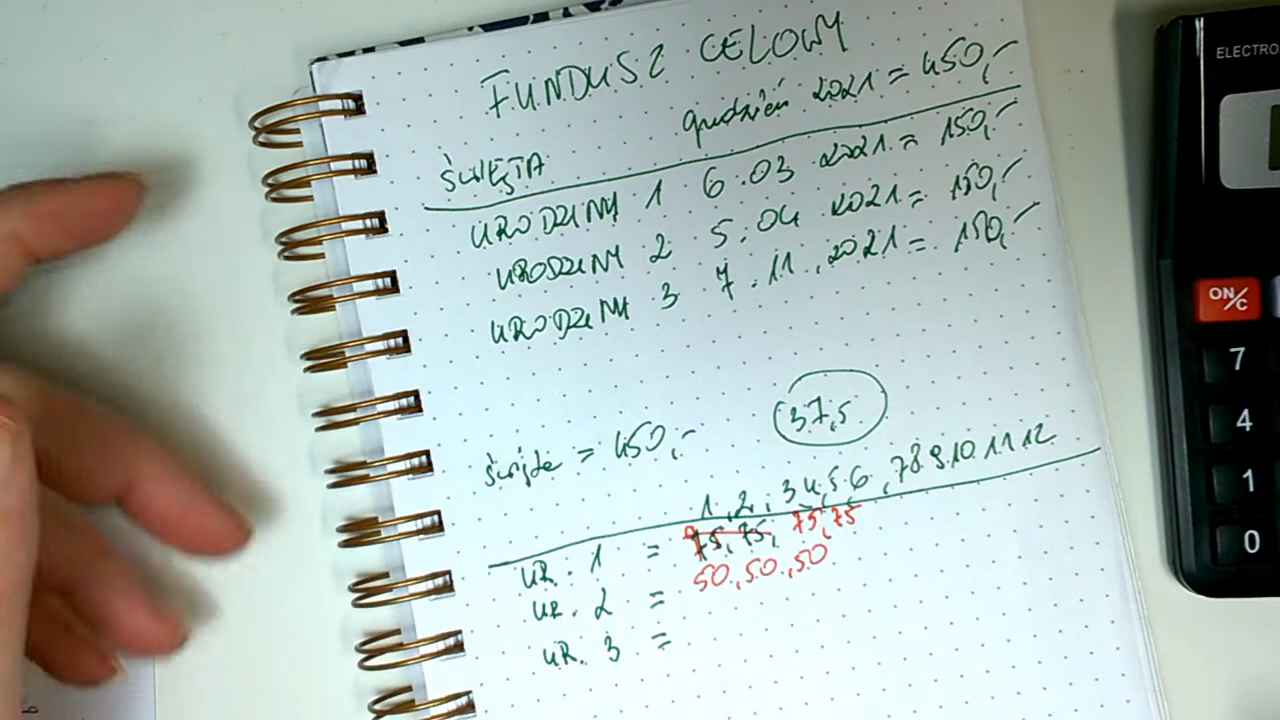 FUNDUSZ CELOWY
ŚWIĘTA grudzień 2021 = 450,-
URODZINY 1 6.03 2021 = 150,-
URODZINY 2 5.04 2021 = 150,-
URODZINY 3 7.11.2021 = 150,-
37,5
święta = 450,-
1, 2, 3 4, 5, 6, 7 8 9 10 11 12
UR. 1 = 75, 75, 75, 75
UR. 2 = 50, 50, 50
UR. 3 =
ELECTRO
ON/C
7
4
1
0